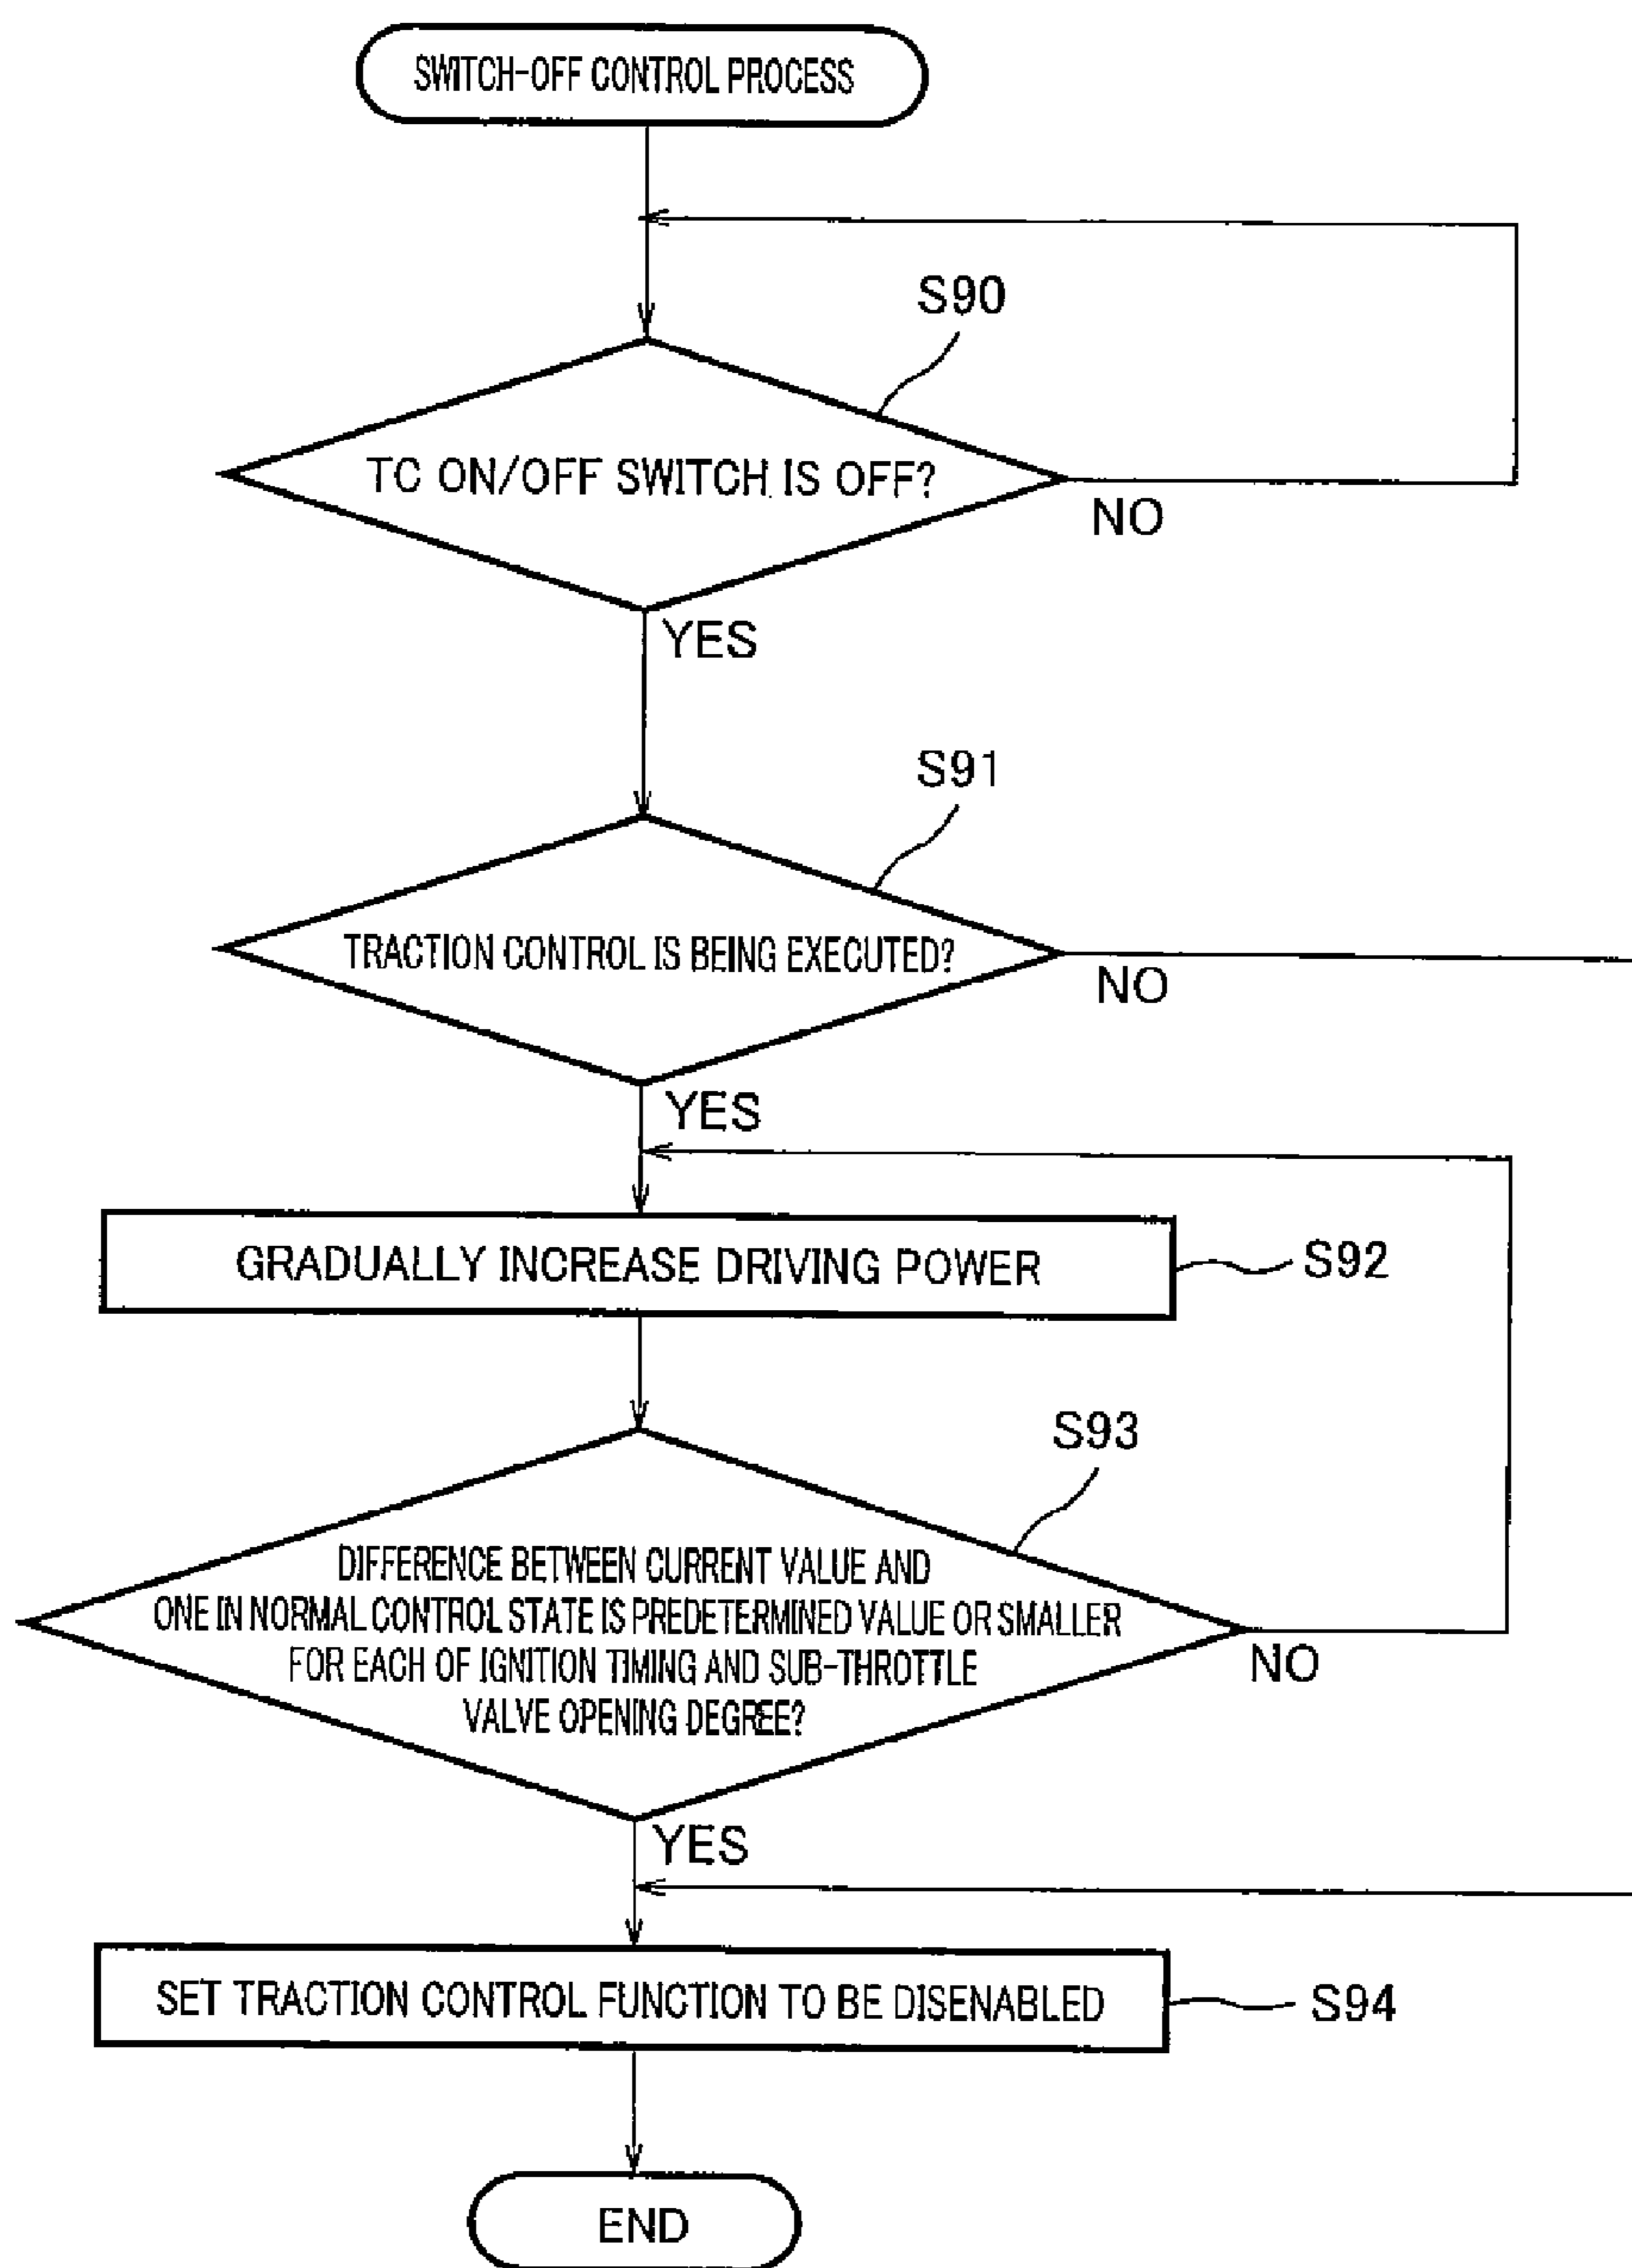 SWITCH-OFF CONTROL PROCESS
S90
TC ON/OFF SWITCH IS OFF?
NO
YES
S91
TRACTION CONTROL IS BEING EXECUTED?
NO
YES
GRADUALLY INCREASE DRIVING POWER
S92
S93
DIFFERENCE BETWEEN CURRENT VALUE AND
ONE IN NORMAL CONTROL STATE IS PREDETERMINED VALUE OR SMALLER
FOR EACH OF IGNITION TIMING AND SUB-THROTTLE
VALVE OPENING DEGREE?
NO
YES
SET TRACTION CONTROL FUNCTION TO BE DISENABLED
S94
END